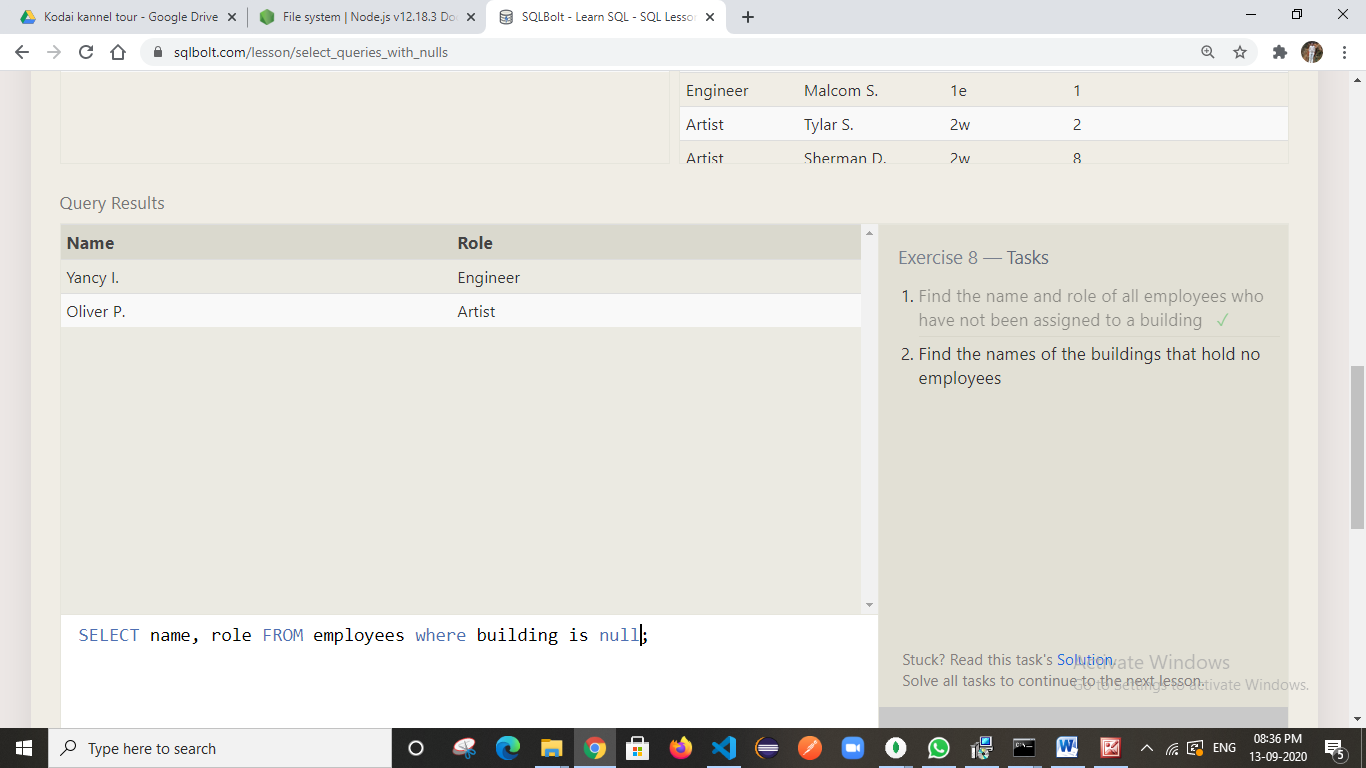 Kodai kannel tour - Google Drive
File system | Node.js v12.18.3 Do
SQLBolt - Learn SQL - SQL Lesso
sqlbolt.com/lesson/select_queries_with_nulls
Engineer Malcom S. 1e 1
Artist Tylar S. 2w 2
Artist Sherman D. 2w 8
Query Results
Name Role
Yancy I. Engineer
Oliver P. Artist
Exercise 8 — Tasks
1. Find the name and role of all employees who
have not been assigned to a building ✓
2. Find the names of the buildings that hold no
employees
SELECT name, role FROM employees where building is null;
Stuck? Read this task's Solution.
Solve all tasks to continue to the next lesson.
Activate Windows
Go to Settings to activate Windows.
Type here to search
ENG
08:36 PM
13-09-2020
5